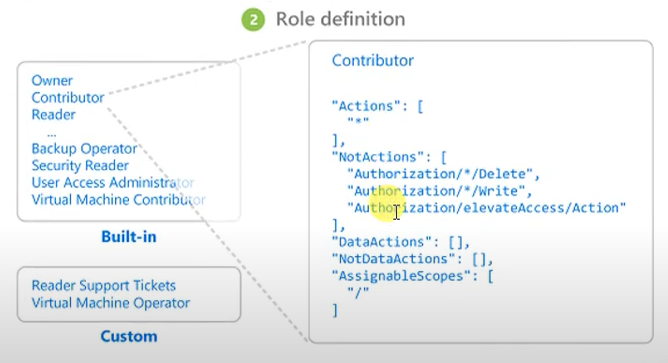 2 Role definition
Owner
Contributor
Reader
...
Backup Operator
Security Reader
User Access Administrator
Virtual Machine Contributor
Built-in
Reader Support Tickets
Virtual Machine Operator
Custom
Contributor
"Actions": [
"*"
],
"NotActions": [
"Authorization/*/Delete",
"Authorization/*/Write",
"Authorization/elevateAccess/Action"
],
"DataActions": [],
"NotDataActions": [],
"AssignableScopes": [
"/"
]